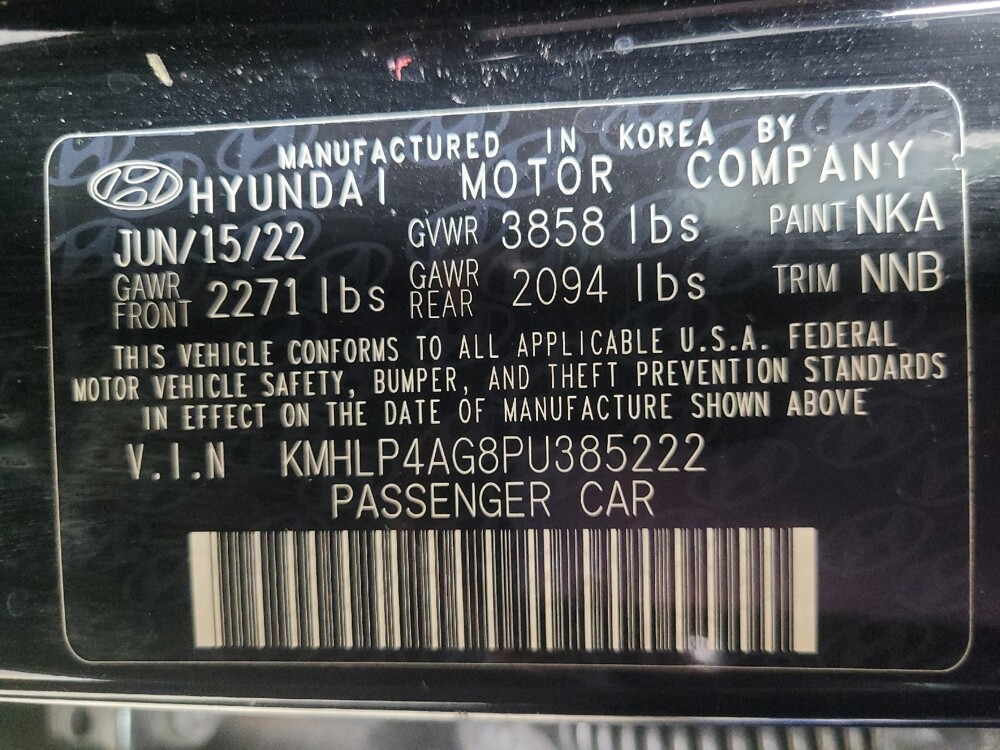 MANUFACTURED IN KOREA BY
HYUNDAI MOTOR COMPANY
JUN/15/22 GVWR 3858 lbs PAINT NKA
GAWR FRONT 2271 lbs GAWR REAR 2094 lbs TRIM NNB
THIS VEHICLE CONFORMS TO ALL APPLICABLE U.S.A. FEDERAL
MOTOR VEHICLE SAFETY, BUMPER, AND THEFT PREVENTION STANDARDS
IN EFFECT ON THE DATE OF MANUFACTURE SHOWN ABOVE
V.I.N KMHLP4AG8PU385222
PASSENGER CAR